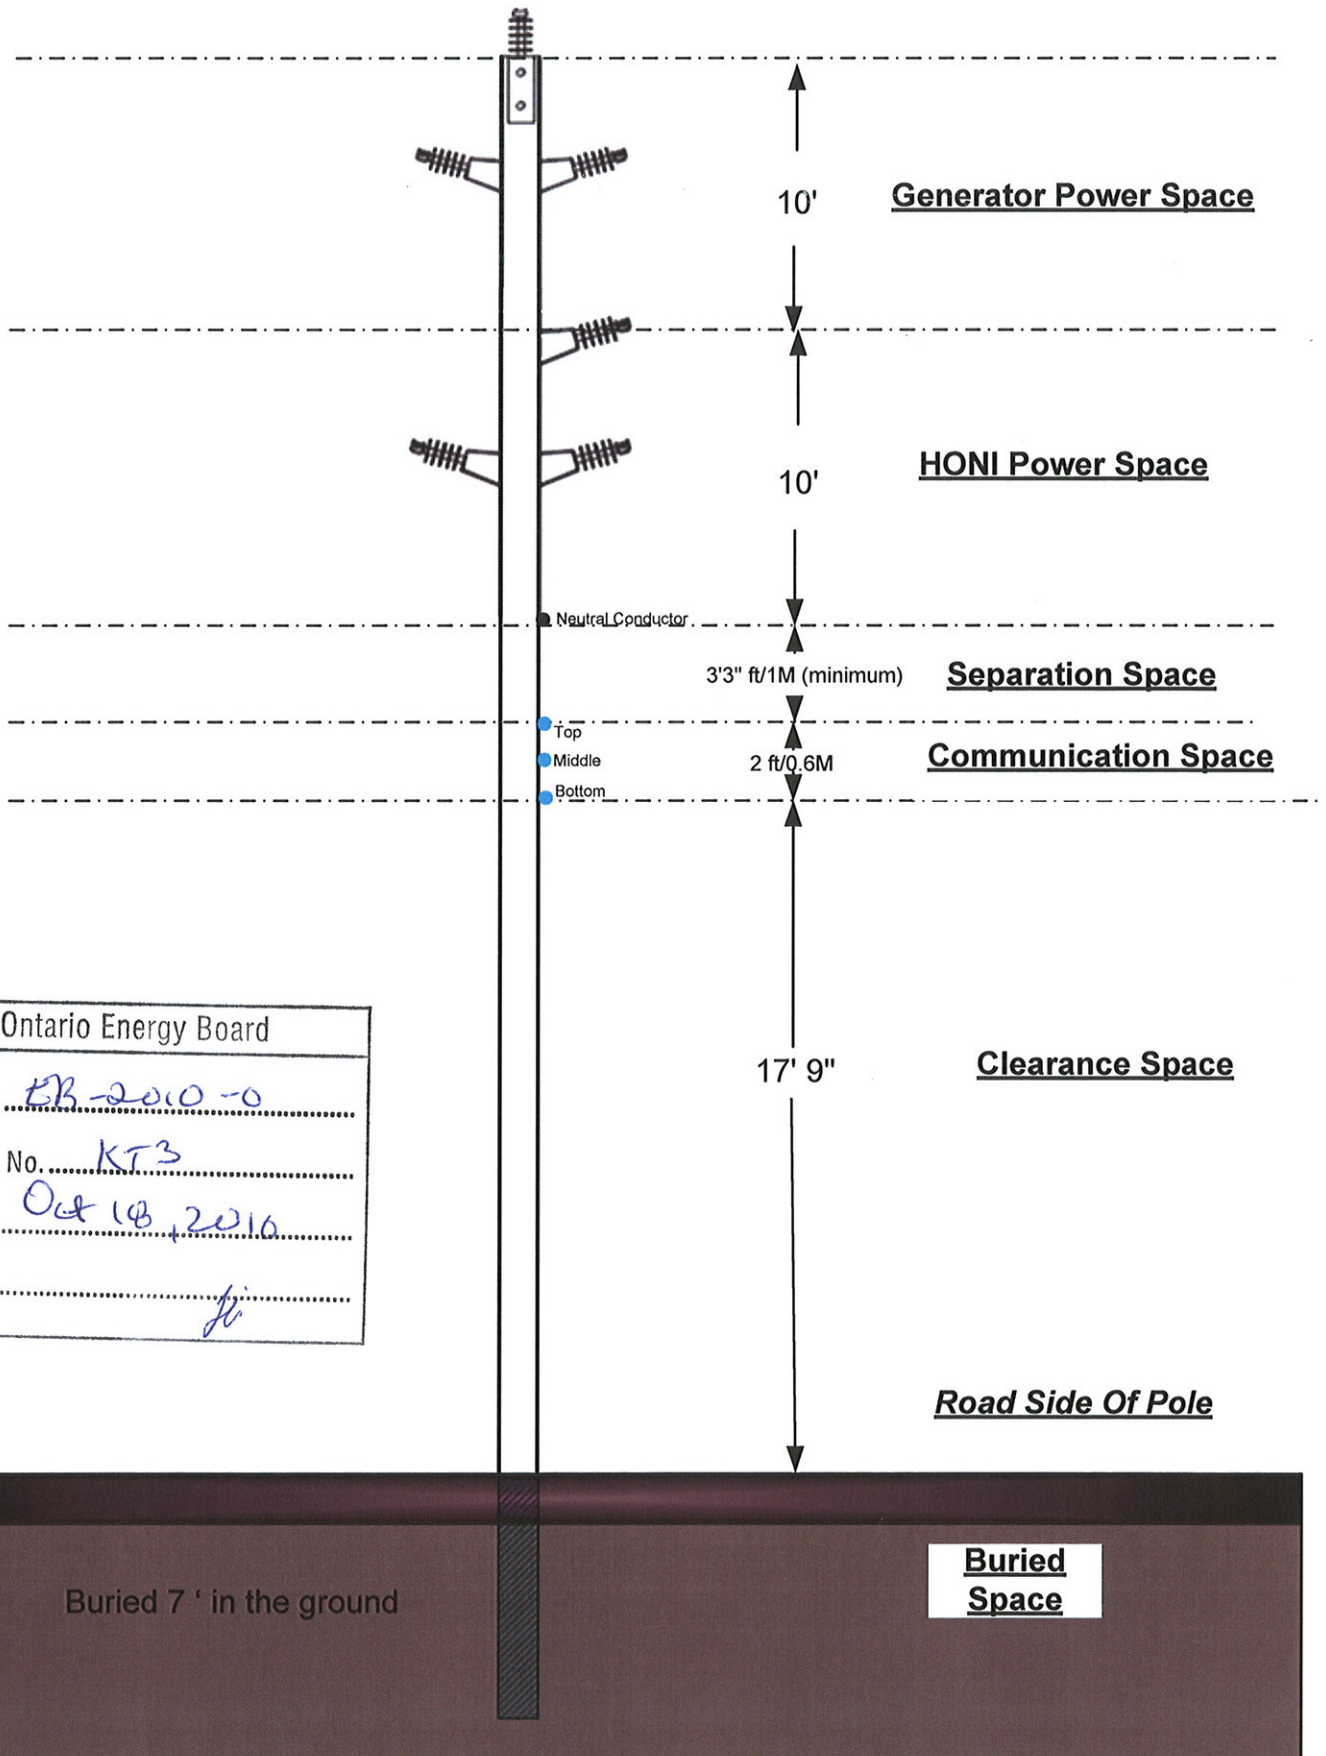 10'
Generator Power Space
10'
HONI Power Space
Neutral Conductor
3'3" ft/1M (minimum)
Separation Space
Top
Middle
2 ft/0.6M
Communication Space
Bottom
Ontario Energy Board
EB-2010-0
No. KT3
Oct 18, 2010
17' 9"
Clearance Space
Road Side Of Pole
Buried 7 ' in the ground
Buried
Space